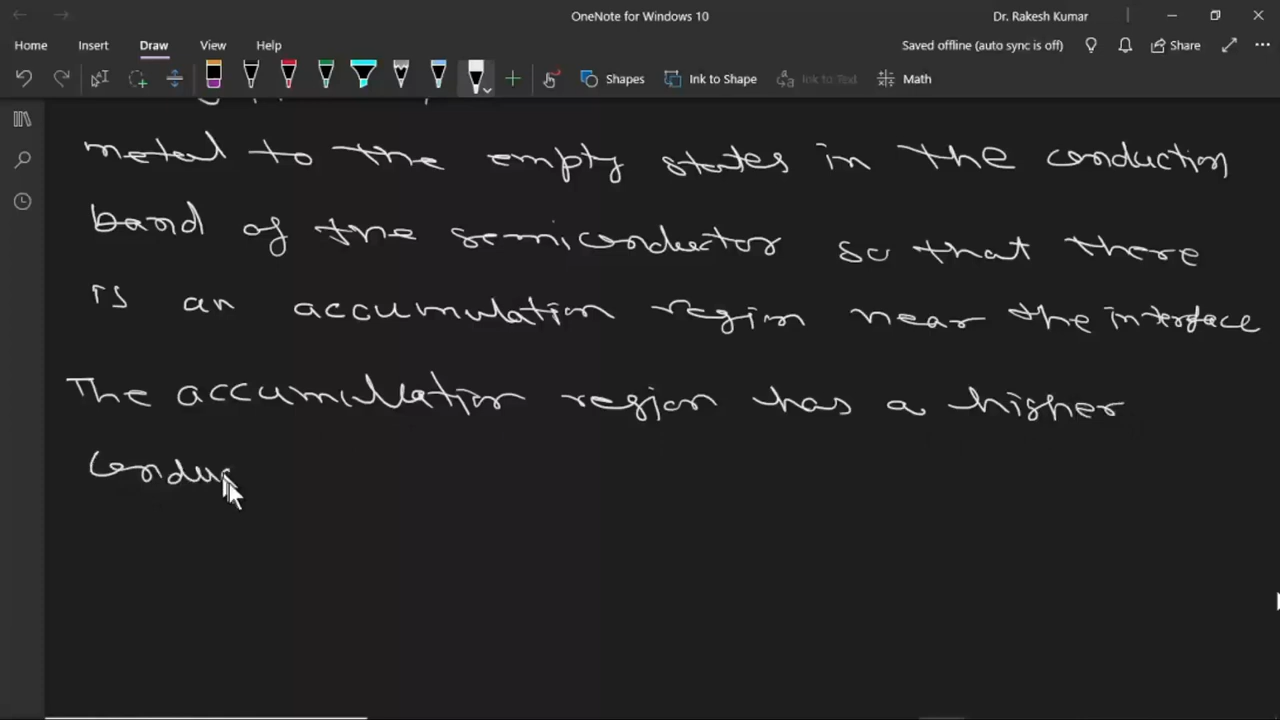 OneNote for Windows 10
Dr. Rakesh Kumar
Home Insert Draw View Help
Saved offline (auto sync is off)
Share
Shapes
Ink to Shape
Ink to Text
Math
metal to the empty states in the conduction
band of the semiconductor so that there
is an accumulation region near the interface
The accumulation region has a higher
conduc